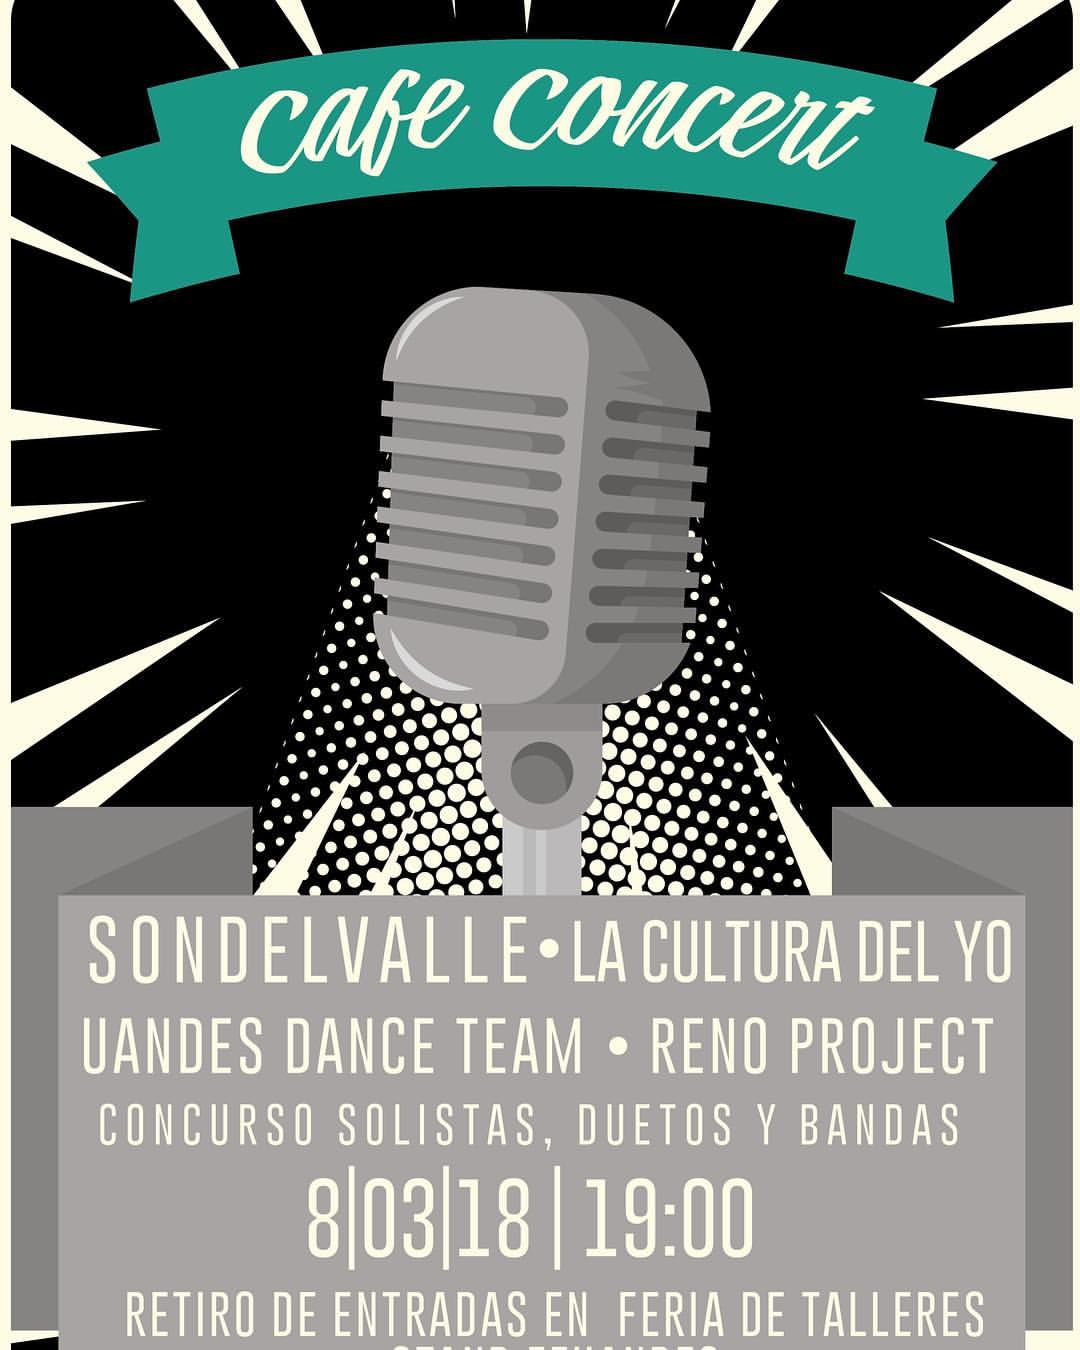 Cafe Concert
SONDELVALLE•LA CULTURA DEL YO
UANDES DANCE TEAM • RENO PROJECT
CONCURSO SOLISTAS, DUETOS Y BANDAS
8|03|18 | 19:00
RETIRO DE ENTRADAS EN FERIA DE TALLERES